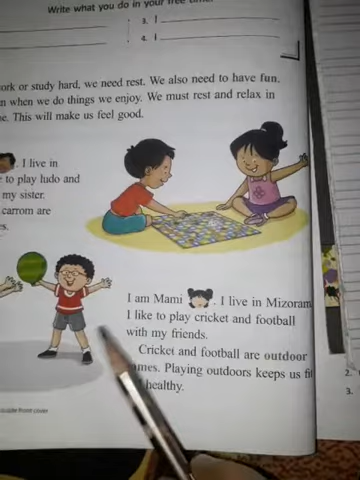 Write what you do in your free time.
3. I
4. I
ork or study hard, we need rest. We also need to have fun.
n when we do things we enjoy. We must rest and relax in
e. This will make us feel good.
. I live in
to play ludo and
my sister.
carrom are
es.
I am Mami . I live in Mizoram
I like to play cricket and football
with my friends.
Cricket and football are outdoor
mes. Playing outdoors keeps us fit
healthy.
front cover
2.
3.